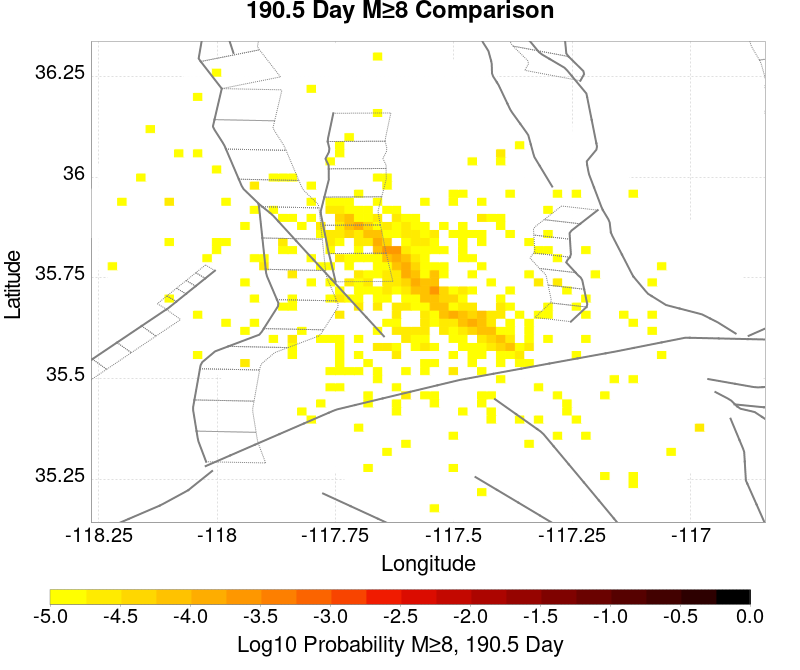 190.5 Day M≥8 Comparison
36.25
36
35.75
35.5
35.25
Latitude
-118.25 -118 -117.75 -117.5 -117.25 -117
Longitude
-5.0 -4.5 -4.0 -3.5 -3.0 -2.5 -2.0 -1.5 -1.0 -0.5 0.0
Log10 Probability M≥8, 190.5 Day